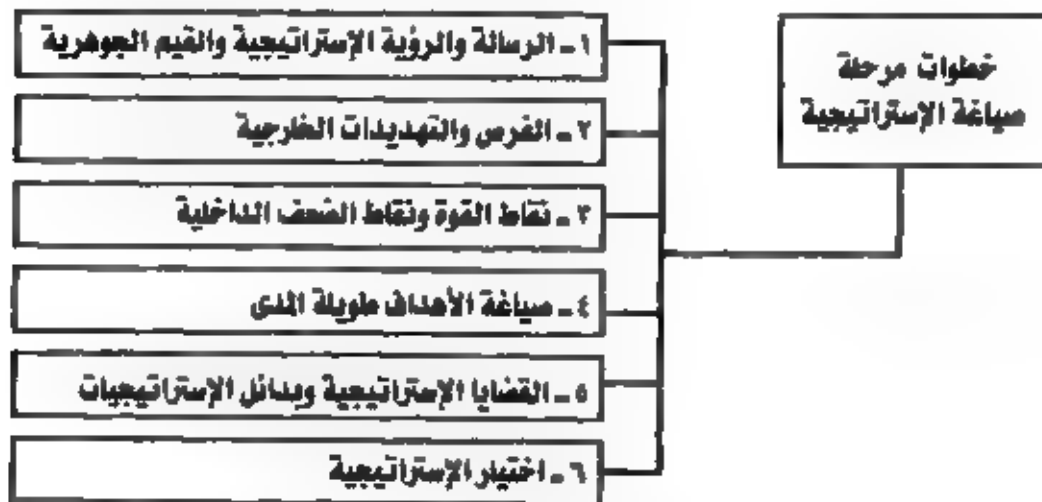 خطوات مرحلة
صياغة الإستراتيجية
١ - الرسالة والرؤية الإستراتيجية والقيم الجوهرية
٢ - الفرص والتهديدات الخارجية
٣ - نقاط القوة ونقاط الضعف الداخلية
٤ - صياغة الأهداف طويلة المدى
٥ - القضايا الإستراتيجية وبدائل الإستراتيجيات
٦ - اختيار الإستراتيجية